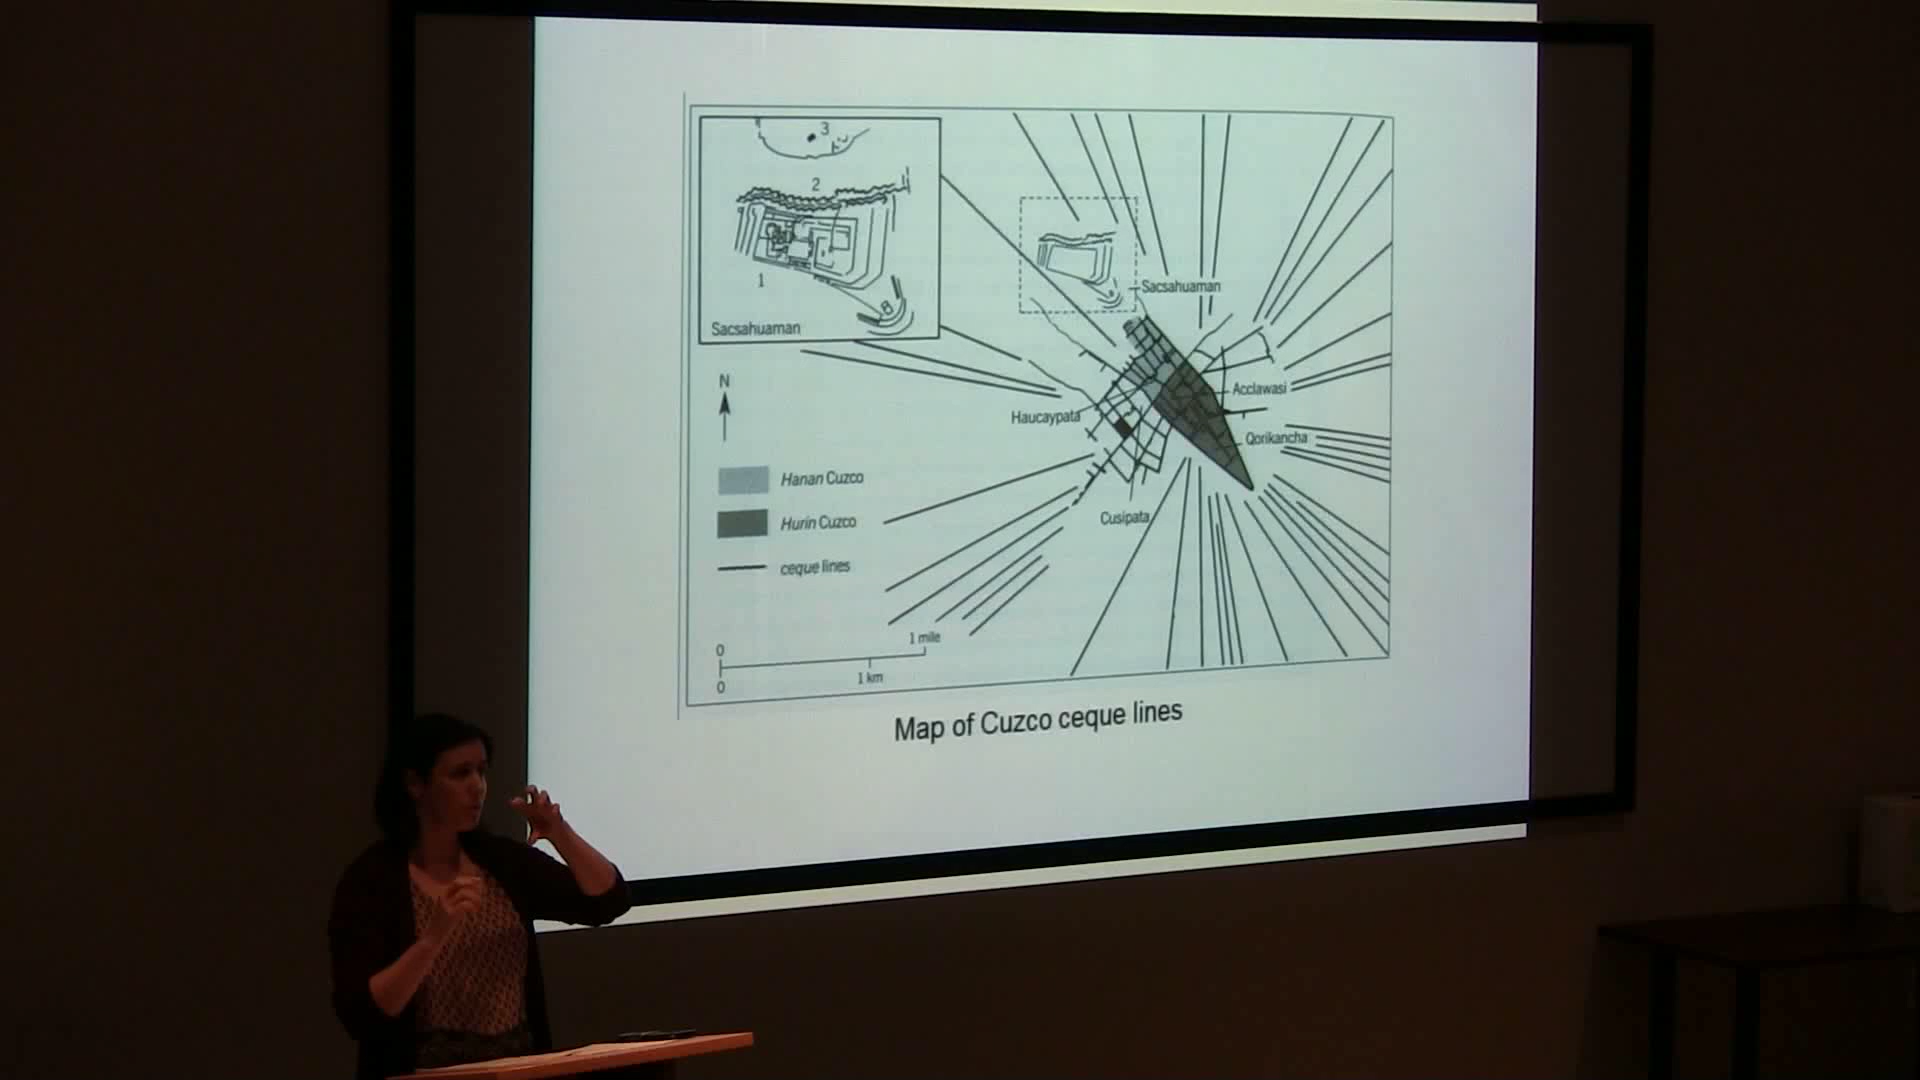 3
2
1
8
Sacsahuaman
Sacsahuaman
N
Acclawasi
Haucaypata
Qorikancha
Hanan Cuzco
Hurin Cuzco
Cusipata
ceque lines
1 mile
0
0
1 km
Map of Cuzco ceque lines